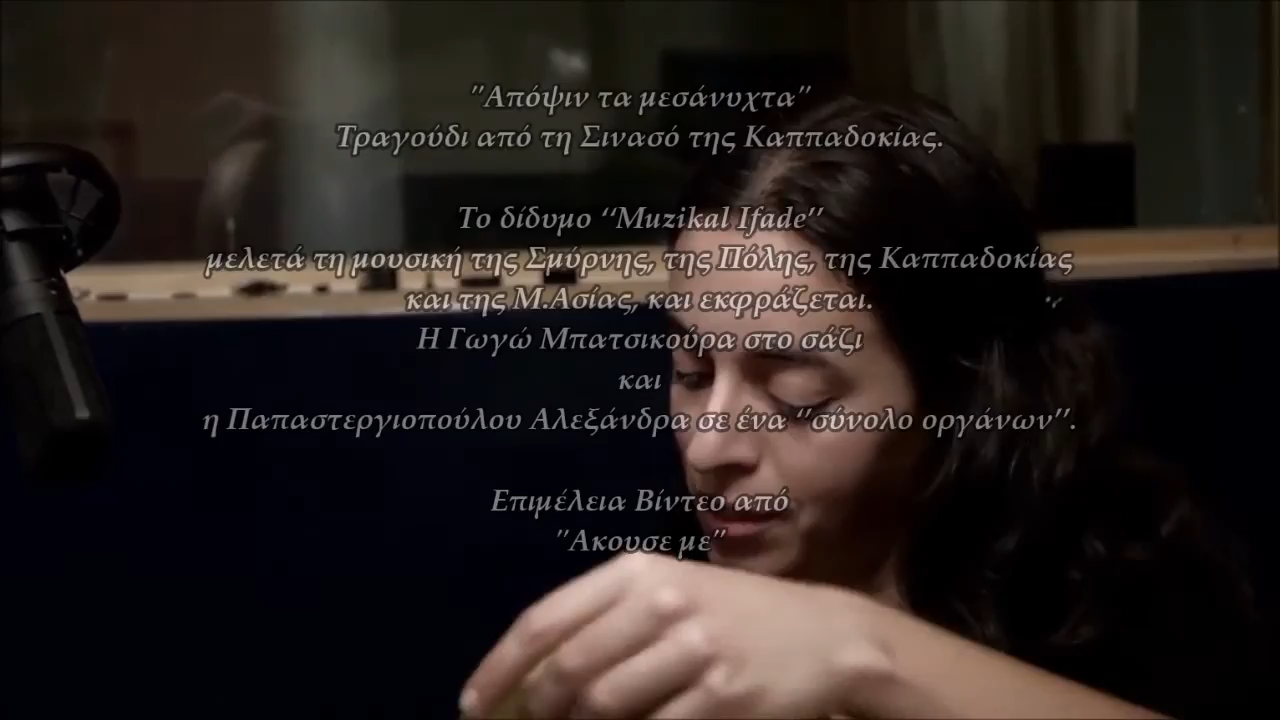 "Απόψιν τα μεσάνυχτα"
Τραγούδι από τη Σινασό της Καππαδοκίας.
Το δίδυμο “Muzikal Ifade”
μελετά τη μουσική της Σμύρνης, της Πόλης, της Καππαδοκίας
και της Μ.Ασίας, και εκφράζεται. “
Η Γωγώ Μπατσικούρα στο σάζι
και
η Παπαστεργιοπούλου Αλεξάνδρα σε ένα “σύνολο οργάνων”.
Επιμέλεια Βίντεο από
"Ακουσε με"